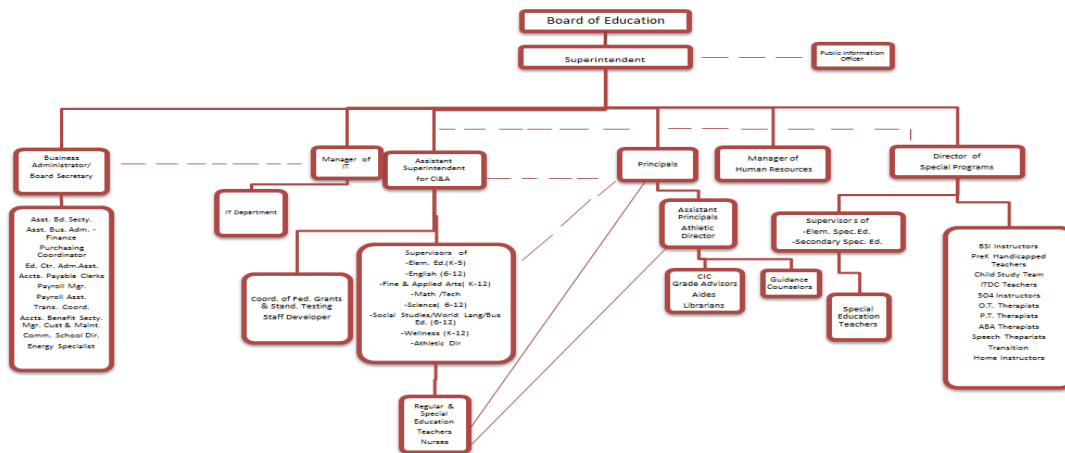 Board of Education
Superintendent
Public Information
Officer
Business
Administrator/
Board Secretary
Manager of
IT
Assistant
Superintendent
for CI&A
Principals
Manager of
Human Resources
Director of
Special Programs
Asst. Bd. Secty.
Asst. Bus. Adm. -
Finance
Purchasing
Coordinator
Ed. Ctr. Adm.Asst.
Accts. Payable Clerks
Payroll Mgr.
Payroll Asst.
Trans. Coord.
Accts. Benefit Secty.
Mgr. Cust & Maint.
Comm. School Dir.
Energy Specialist
IT Department
Coord. of Fed. Grants
& Stand. Testing
Staff Developer
Supervisors of
-Elem. Ed.(K-5)
-English (6-12)
-Fine & Applied Arts( K-12)
-Math /Tech
-Science( 6-12)
-Social Studies/World Lang/Bus
Ed. (6-12)
-Wellness (K-12)
-Athletic Dir
Regular &
Special
Education
Teachers
Nurses
Assistant
Principals
Athletic
Director
CIC
Grade Advisors
Aides
Librarians
Guidance
Counselors
Supervisors of
-Elem. Spec.Ed.
-Secondary Spec. Ed.
Special
Education
Teachers
BSI Instructors
PreK Handicapped
Teachers
Child Study Team
ITDC Teachers
504 Instructors
O.T. Therapists
P.T. Therapists
ABA Therapists
Speech Theparists
Transition
Home Instructors